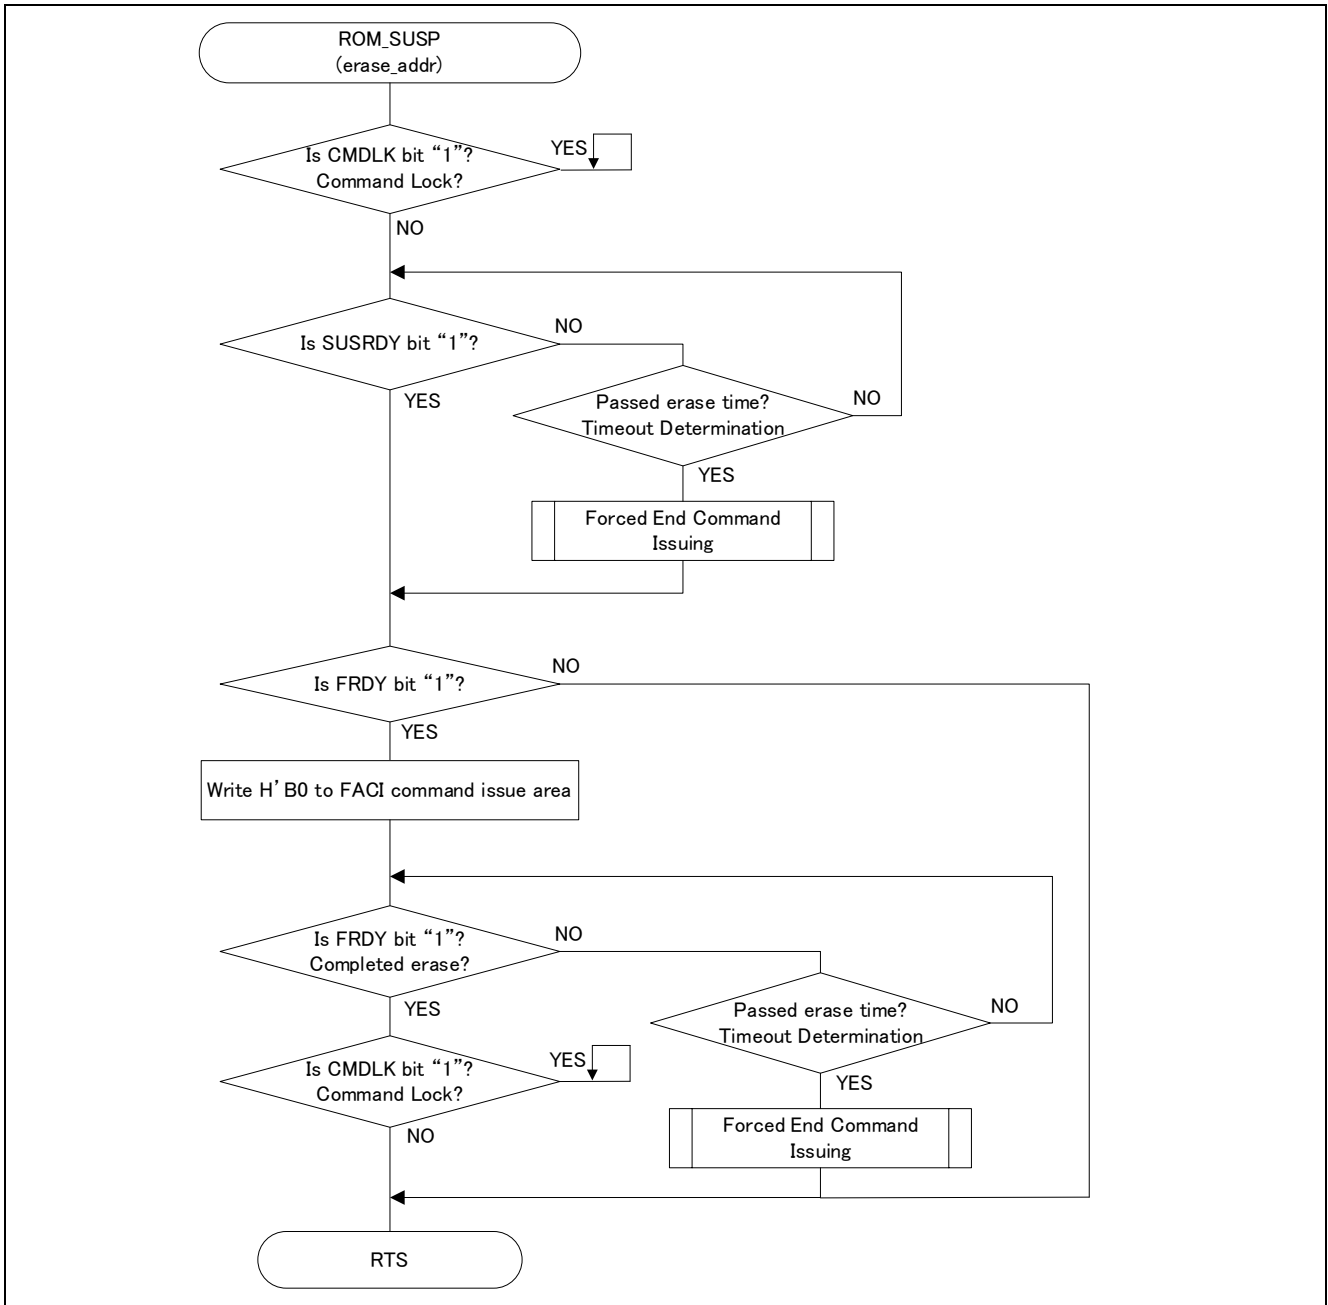 ROM_SUSP
(erase_addr)
Is CMDLK bit “1”?
Command Lock?
YES
NO
Is SUSRDY bit “1”?
NO
YES
Passed erase time?
Timeout Determination
NO
YES
Forced End Command
Issuing
Is FRDY bit “1”?
NO
YES
Write H’B0 to FACI command issue area
Is FRDY bit “1”?
Completed erase?
NO
YES
Passed erase time?
Timeout Determination
NO
YES
Is CMDLK bit “1”?
Command Lock?
YES
NO
Forced End Command
Issuing
RTS